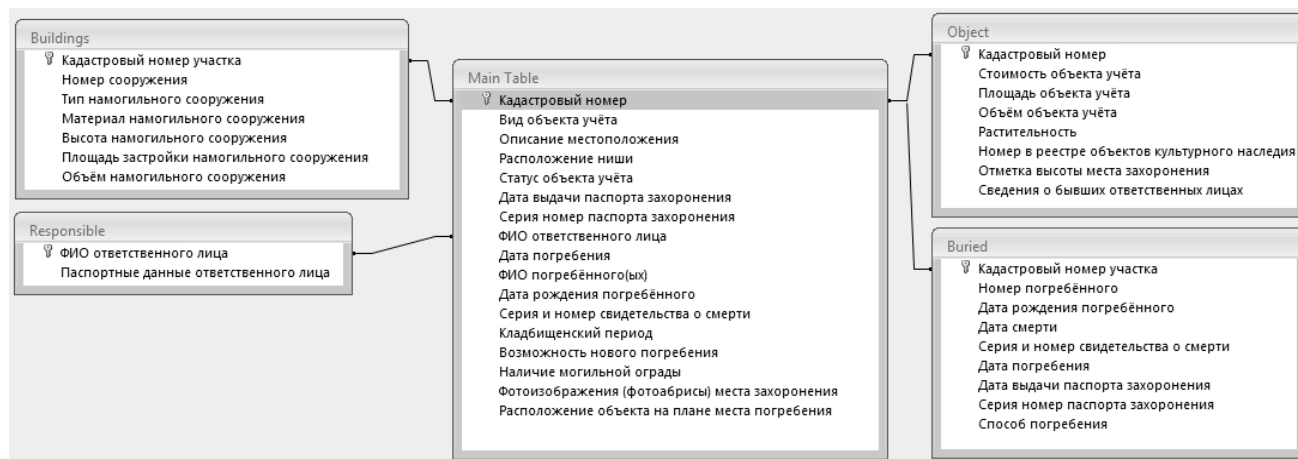 Buildings
Кадастровый номер участка
Номер сооружения
Тип намогильного сооружения
Материал намогильного сооружения
Высота намогильного сооружения
Площадь застройки намогильного сооружения
Объём намогильного сооружения
Responsible
ФИО ответственного лица
Паспортные данные ответственного лица
Main Table
Кадастровый номер
Вид объекта учёта
Описание местоположения
Расположение ниши
Статус объекта учёта
Дата выдачи паспорта захоронения
Серия номер паспорта захоронения
ФИО ответственного лица
Дата погребения
ФИО погребённого(ых)
Дата рождения погребённого
Серия и номер свидетельства о смерти
Кладбищенский период
Возможность нового погребения
Наличие могильной ограды
Фотоизображения (фотоабрисы) места захоронения
Расположение объекта на плане места погребения
Object
Кадастровый номер
Стоимость объекта учёта
Площадь объекта учёта
Объём объекта учёта
Растительность
Номер в реестре объектов культурного наследия
Отметка высоты места захоронения
Сведения о бывших ответственных лицах
Buried
Кадастровый номер участка
Номер погребённого
Дата рождения погребённого
Дата смерти
Серия и номер свидетельства о смерти
Дата погребения
Дата выдачи паспорта захоронения
Серия номер паспорта захоронения
Способ погребения